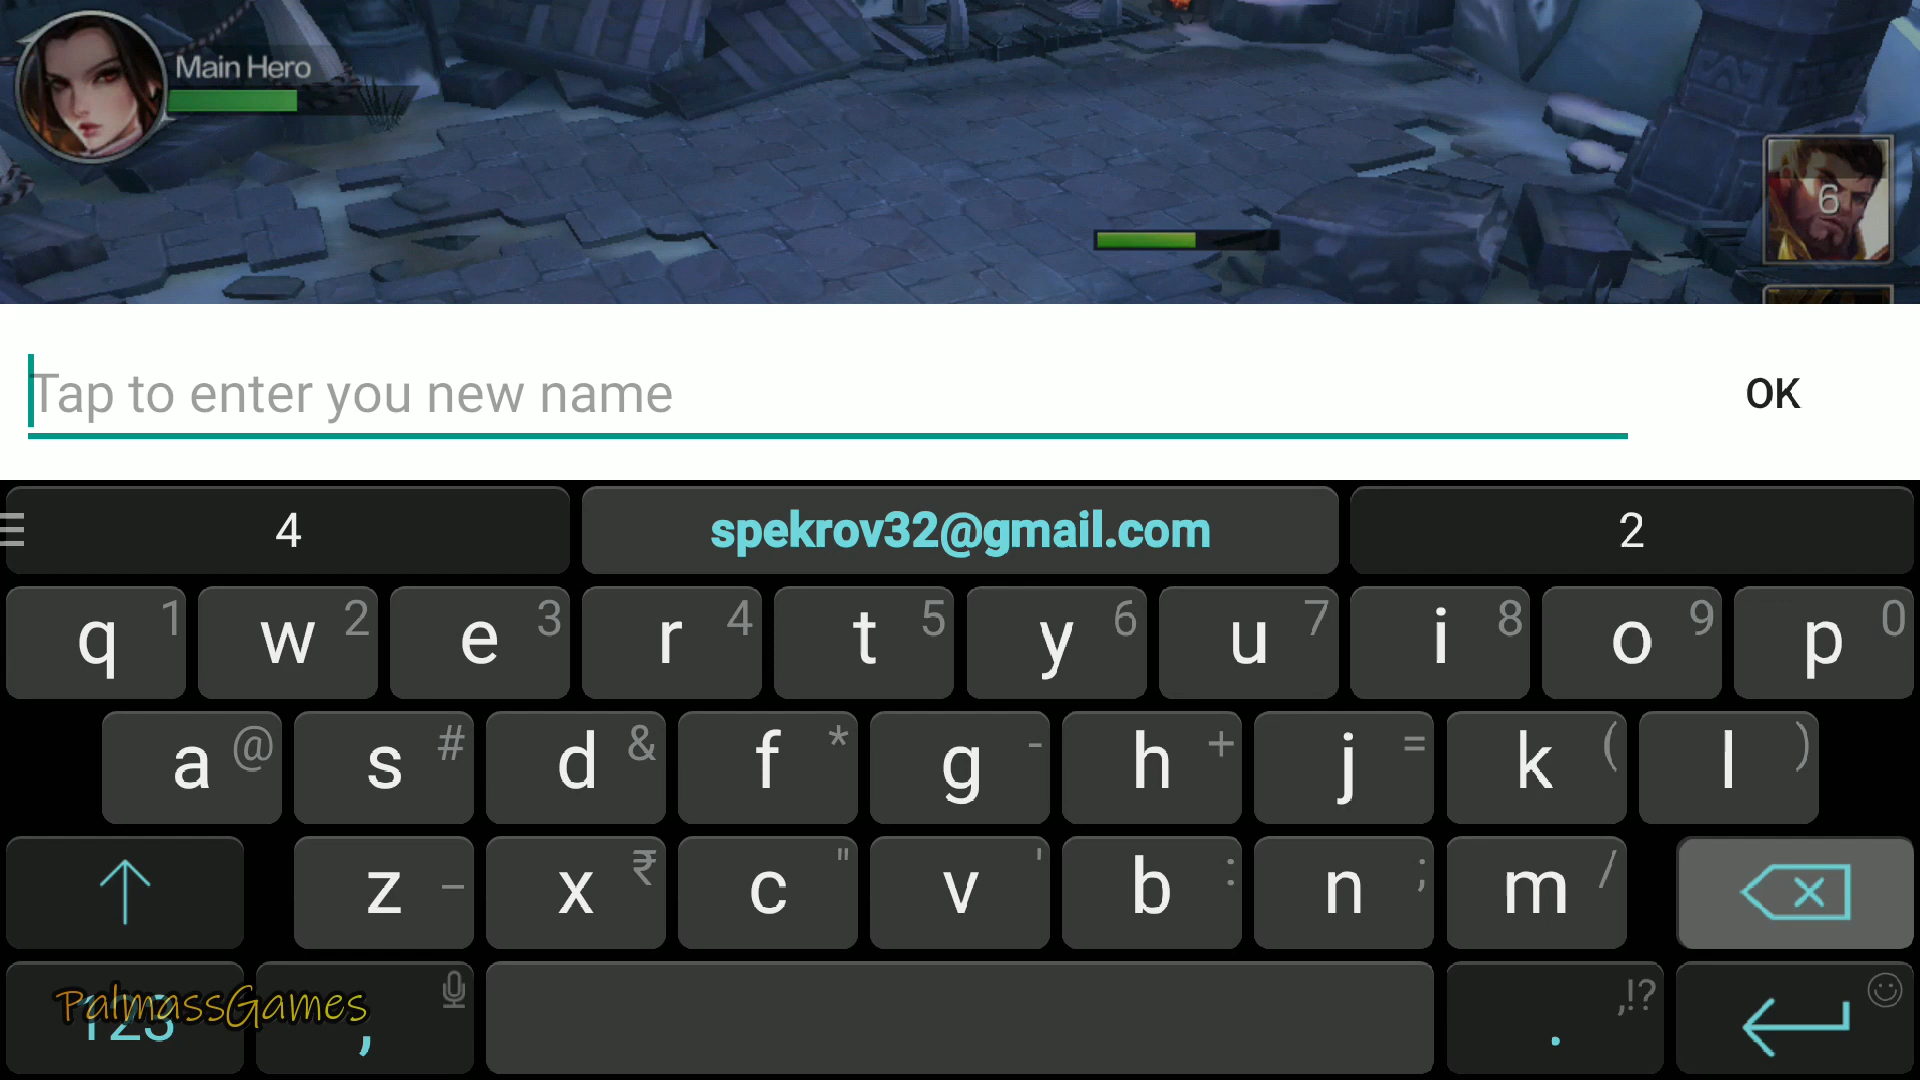 Main Hero
6
Tap to enter you new name
OK
4 spekrov32@gmail.com 2
q 1 w 2 e 3 r 4 t 5 y 6 u 7 i 8 o 9 p 0
a @ s # d & f * g - h + j = k ( l )
z _ x ₹ c " v ' b : n ; m /
123 , . ,!?
PalmassGames